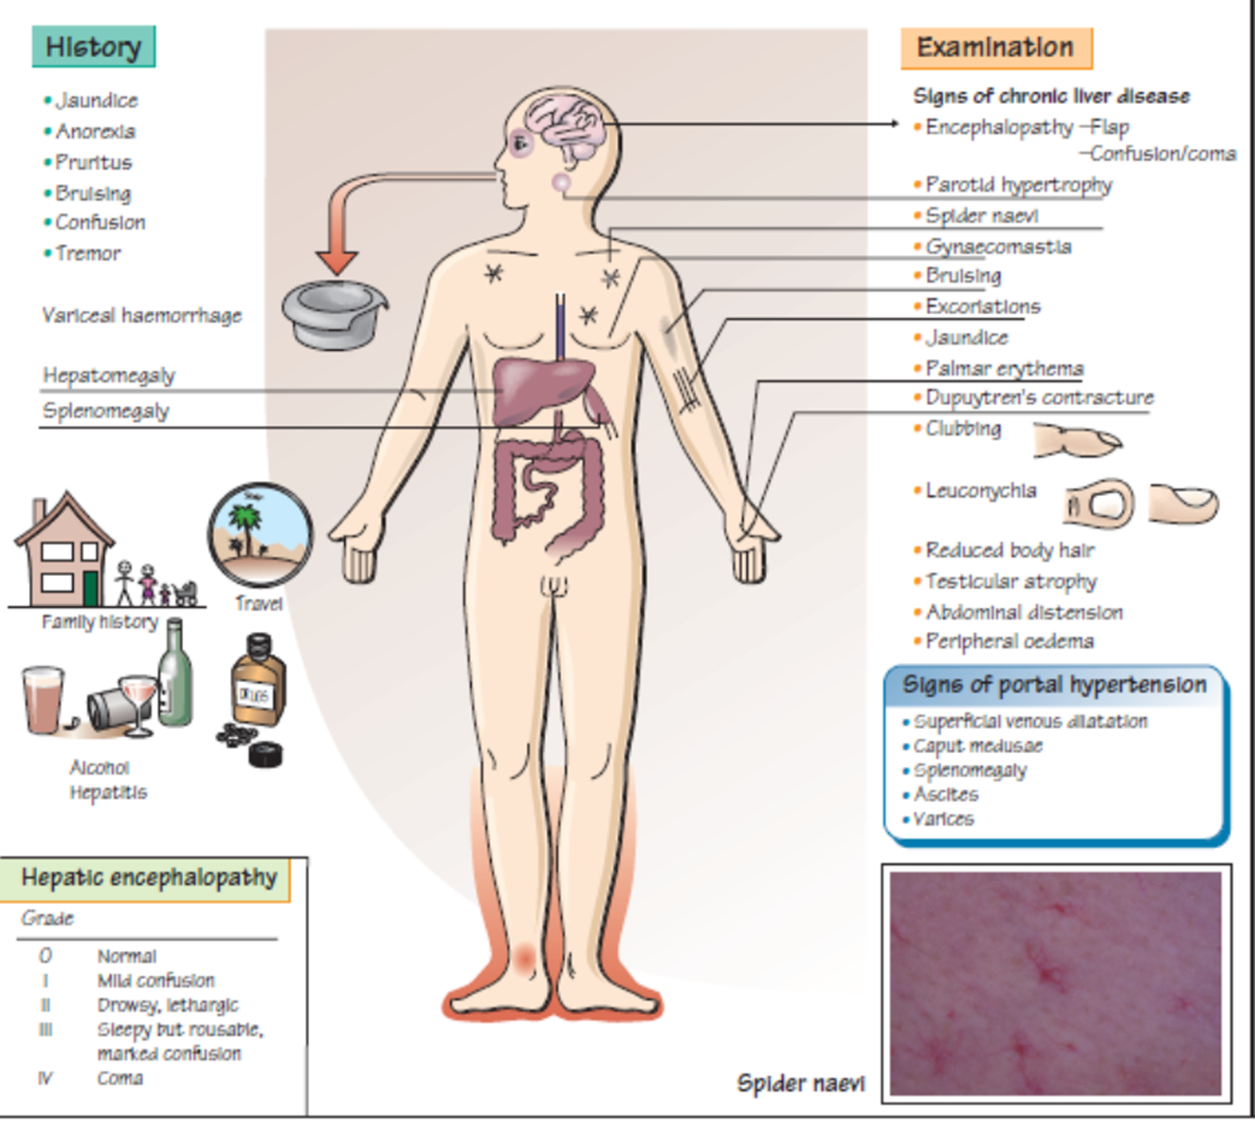 History
• Jaundice
• Anorexia
• Pruritus
• Bruising
• Confusion
• Tremor
Variceal haemorrhage
Hepatomegaly
Splenomegaly
Family history
Travel
DRUGS
Alcohol
Hepatitis
Hepatic encephalopathy
Grade
0 Normal
I Mild confusion
II Drowsy, lethargic
III Sleepy but rousable,
marked confusion
IV Coma
Examination
Signs of chronic liver disease
• Encephalopathy –Flap
–Confusion/coma
• Parotid hypertrophy
• Spider naevi
• Gynaecomastia
• Bruising
• Excoriations
• Jaundice
• Palmar erythema
• Dupuytren's contracture
• Clubbing
• Leuconychia
• Reduced body hair
• Testicular atrophy
• Abdominal distension
• Peripheral oedema
Signs of portal hypertension
• Superficial venous dilatation
• Caput medusae
• Splenomegaly
• Ascites
• Varices
Spider naevi